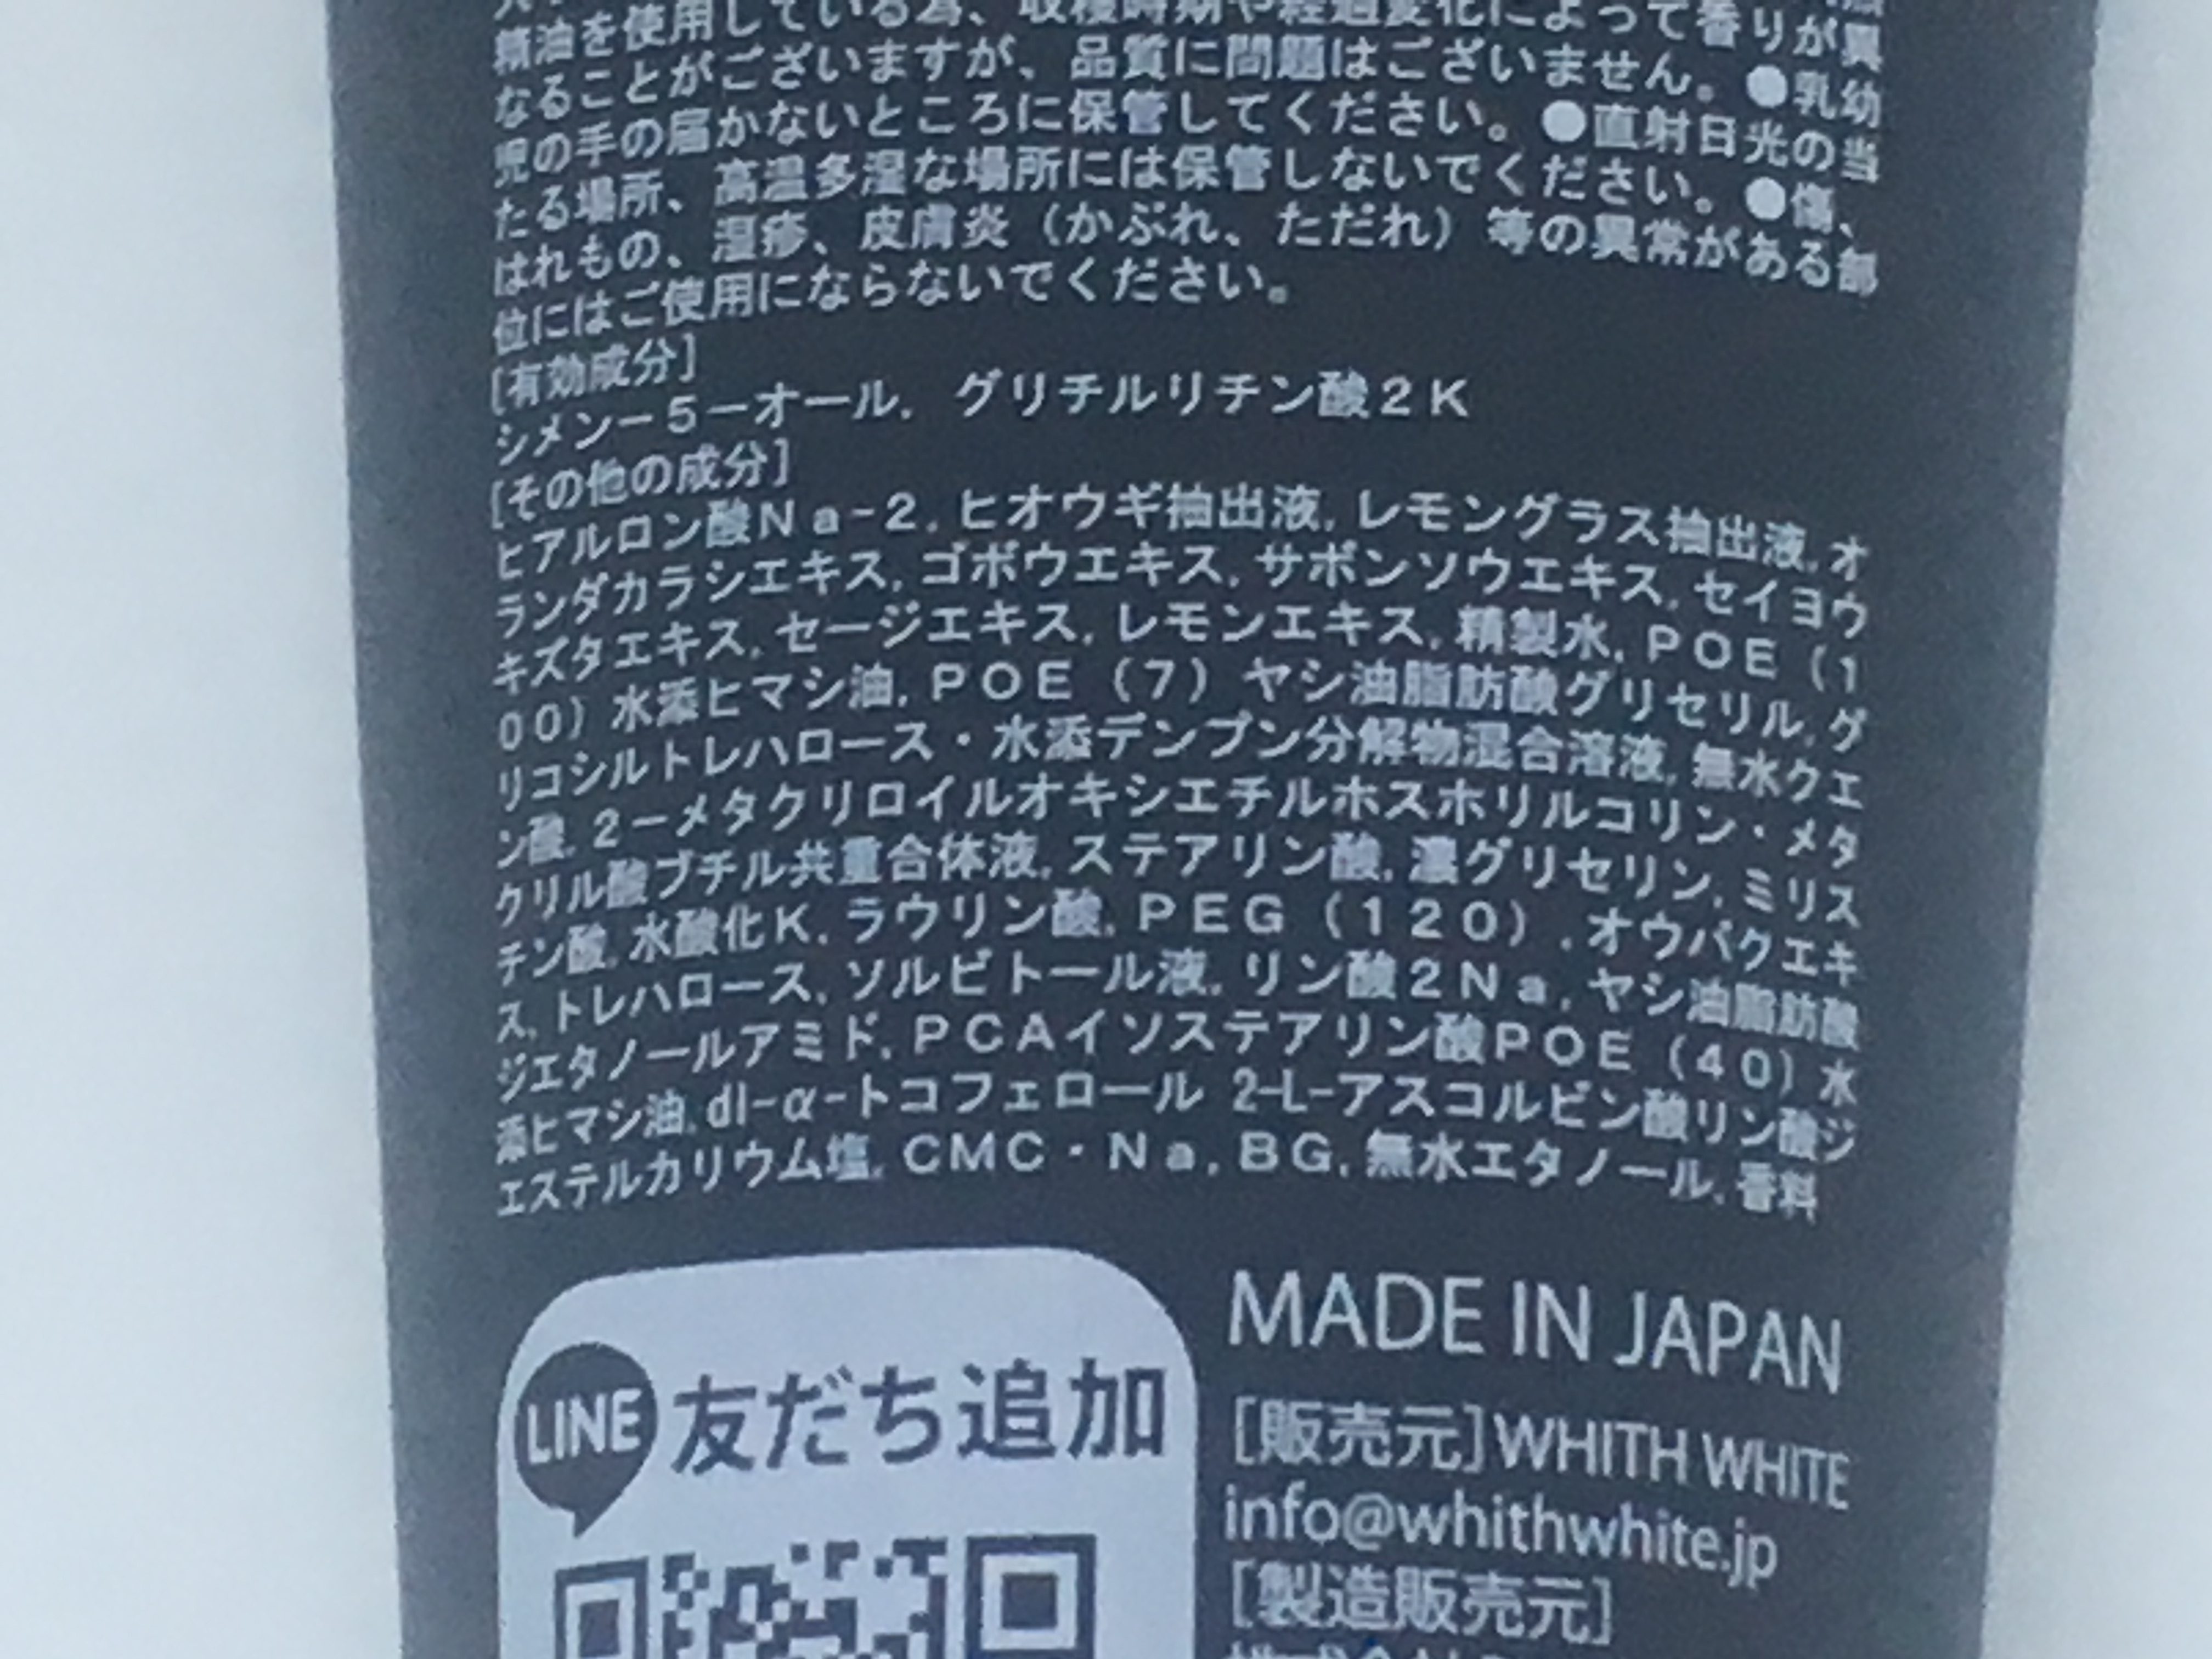 精油を使用している為、収穫時期や経過変化によって香りが異
なることがございますが、品質に問題はございません。●乳幼
児の手の届かないところに保管してください。●直射日光の当
たる場所、高温多湿な場所には保管しないでください。●傷、
はれもの、湿疹、皮膚炎（かぶれ、ただれ）等の異常がある部
位にはご使用にならないでください。
[有効成分]
シメン－５－オール, グリチルリチン酸２Ｋ
[その他の成分]
ヒアルロン酸Ｎａ-２, ヒオウギ抽出液, レモングラス抽出液, オ
ランダカラシエキス, ゴボウエキス, サボンソウエキス, セイヨウ
キズタエキス, セージエキス, レモンエキス, 精製水, ＰＯＥ（１
００）水添ヒマシ油, ＰＯＥ（７）ヤシ油脂肪酸グリセリル, グ
リコシルトレハロース・水添デンプン分解物混合溶液, 無水クエ
ン酸, ２－メタクリロイルオキシエチルホスホリルコリン・メタ
クリル酸ブチル共重合体液, ステアリン酸, 濃グリセリン, ミリス
チン酸, 水酸化Ｋ, ラウリン酸, ＰＥＧ（１２０）, オウバクエキ
ス, トレハロース, ソルビトール液, リン酸２Ｎａ, ヤシ油脂肪酸
ジエタノールアミド, ＰＣＡイソステアリン酸ＰＯＥ（４０）水
添ヒマシ油, dl-α-トコフェロール 2-L-アスコルビン酸リン酸ジ
エステルカリウム塩, ＣＭＣ・Ｎａ, ＢＧ, 無水エタノール, 香料
MADE IN JAPAN
LINE 友だち追加
[販売元]WHITH WHITE
info@whithwhite.jp
[製造販売元]